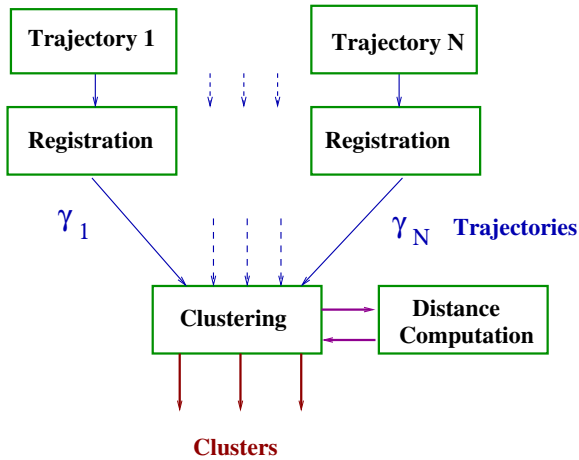 Trajectory 1
Trajectory N
Registration
Registration
γ 1
γ N Trajectories
Clustering
Distance
Computation
Clusters